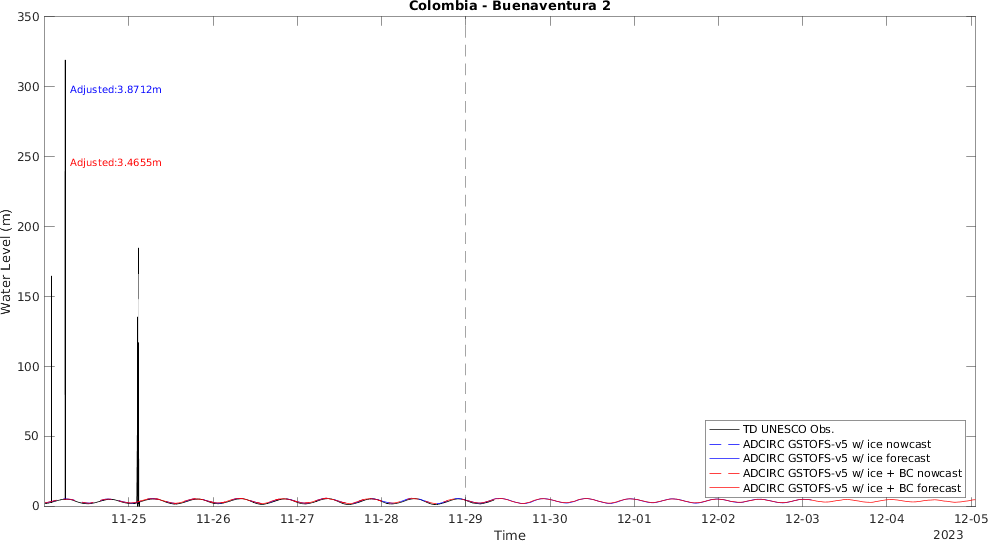 Colombia - Buenaventura 2
350
300
250
200
150
100
50
0
Water Level (m)
Adjusted:3.8712m
Adjusted:3.4655m
TD UNESCO Obs.
ADCIRC GSTOFS-v5 w/ ice nowcast
ADCIRC GSTOFS-v5 w/ ice forecast
ADCIRC GSTOFS-v5 w/ ice + BC nowcast
ADCIRC GSTOFS-v5 w/ ice + BC forecast
11-25 11-26 11-27 11-28 11-29 11-30 12-01 12-02 12-03 12-04 12-05
Time
2023